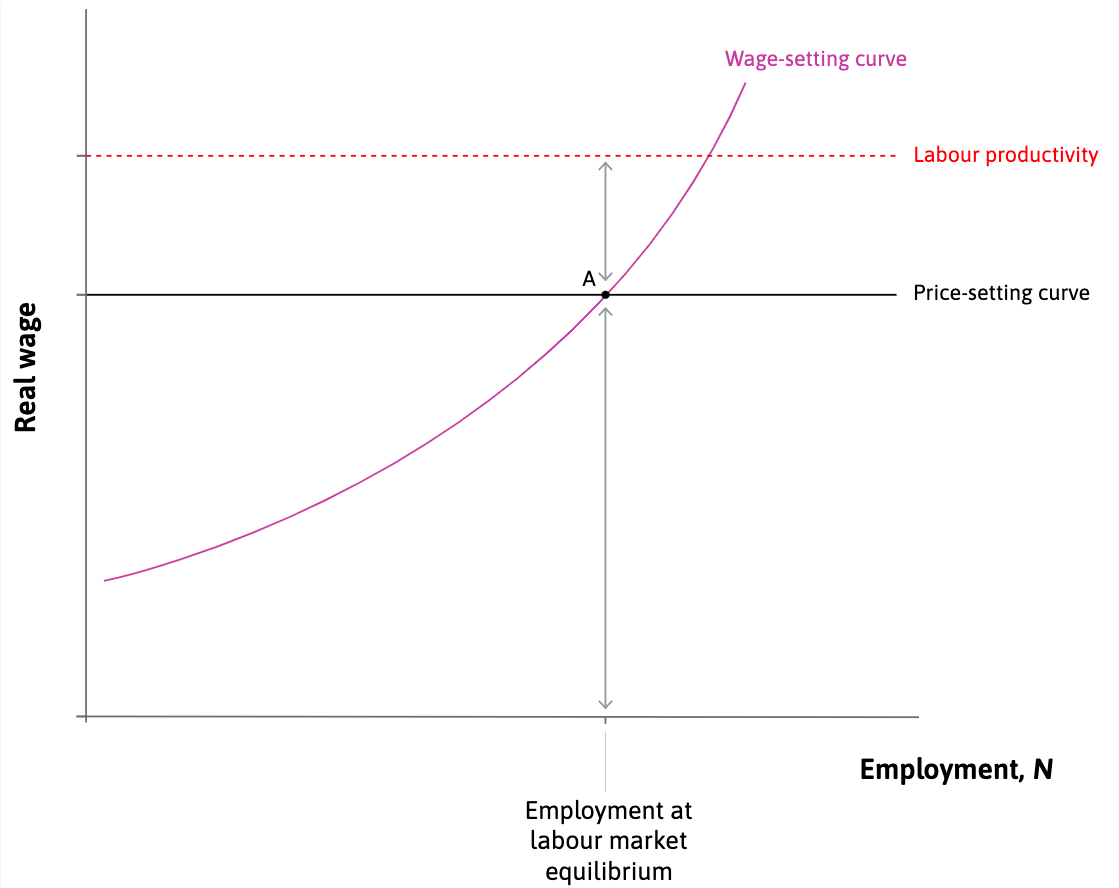 Wage-setting curve
Labour productivity
A
Price-setting curve
Real wage
Employment, N
Employment at
labour market
equilibrium